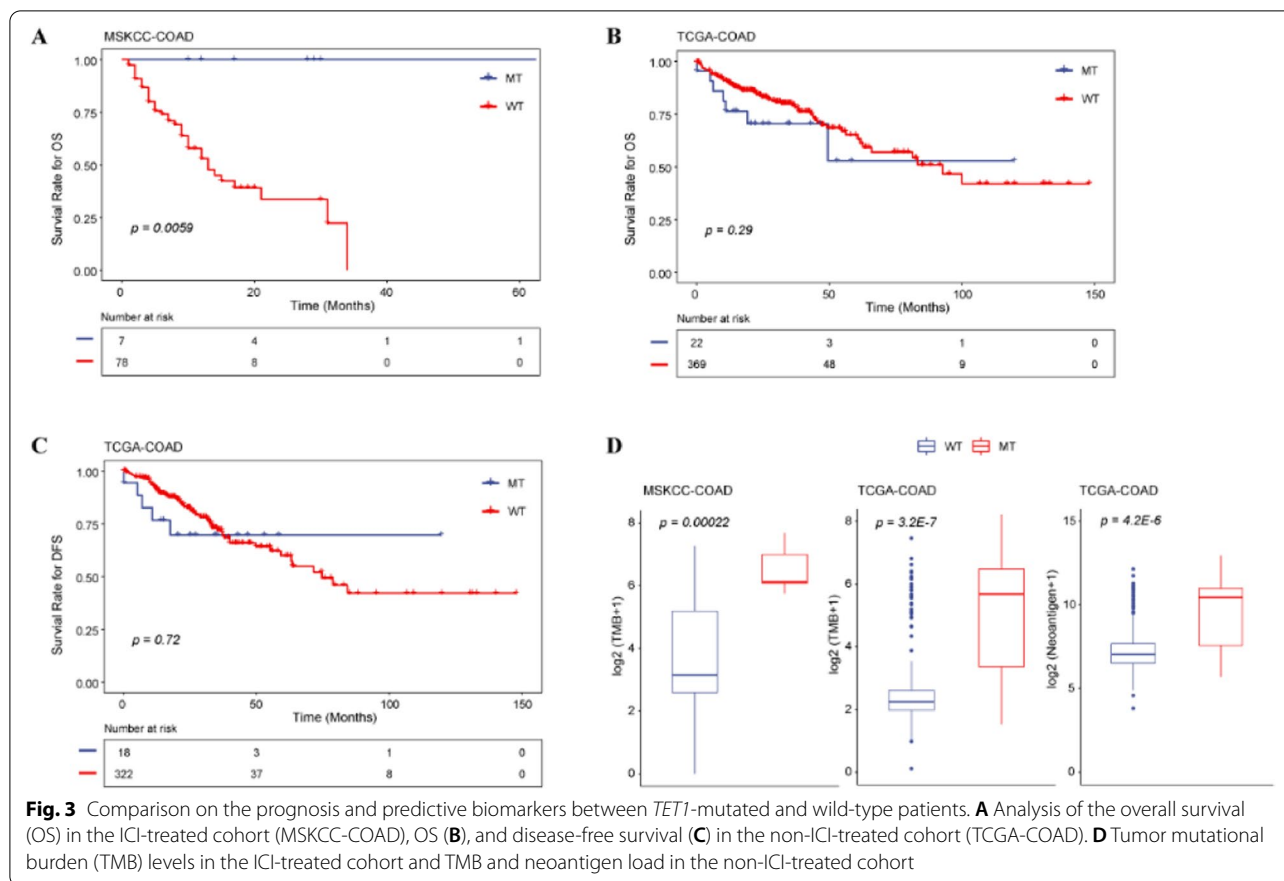 A
MSKCC-COAD
Survial Rate for OS
1.00
0.75
0.50
0.25
0.00
MT
WT
p = 0.0059
0 20 40 60
Time (Months)
Number at risk
7 4 1 1
78 8 0 0
B
TCGA-COAD
Survial Rate for OS
1.00
0.75
0.50
0.25
0.00
MT
WT
p = 0.29
0 50 100 150
Time (Months)
Number at risk
22 3 1 0
369 48 9 0
C
TCGA-COAD
Survial Rate for DFS
1.00
0.75
0.50
0.25
0.00
MT
WT
p = 0.72
0 50 100 150
Time (Months)
Number at risk
18 3 1 0
322 37 8 0
D
WT MT
MSKCC-COAD
p = 0.00022
log2 (TMB+1)
8
6
4
2
0
TCGA-COAD
p = 3.2E-7
log2 (TMB+1)
8
6
4
2
0
TCGA-COAD
p = 4.2E-6
log2 (Neoantigen+1)
15
10
5
0
Fig. 3 Comparison on the prognosis and predictive biomarkers between TET1-mutated and wild-type patients. A Analysis of the overall survival
(OS) in the ICI-treated cohort (MSKCC-COAD), OS (B), and disease-free survival (C) in the non-ICI-treated cohort (TCGA-COAD). D Tumor mutational
burden (TMB) levels in the ICI-treated cohort and TMB and neoantigen load in the non-ICI-treated cohort